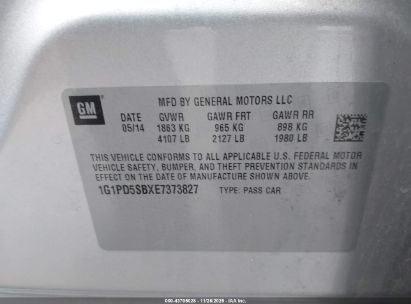 GM
MFD BY GENERAL MOTORS LLC
DATE GVWR GAWR FRT GAWR RR
05/14 1863 KG 965 KG 898 KG
4107 LB 2127 LB 1980 LB
THIS VEHICLE CONFORMS TO ALL APPLICABLE U.S. FEDERAL MOTOR
VEHICLE SAFETY, BUMPER, AND THEFT PREVENTION STANDARDS IN
EFFECT ON THE DATE OF MANUFACTURE SHOWN ABOVE.
1G1PD5SBXE7373827 TYPE: PASS CAR